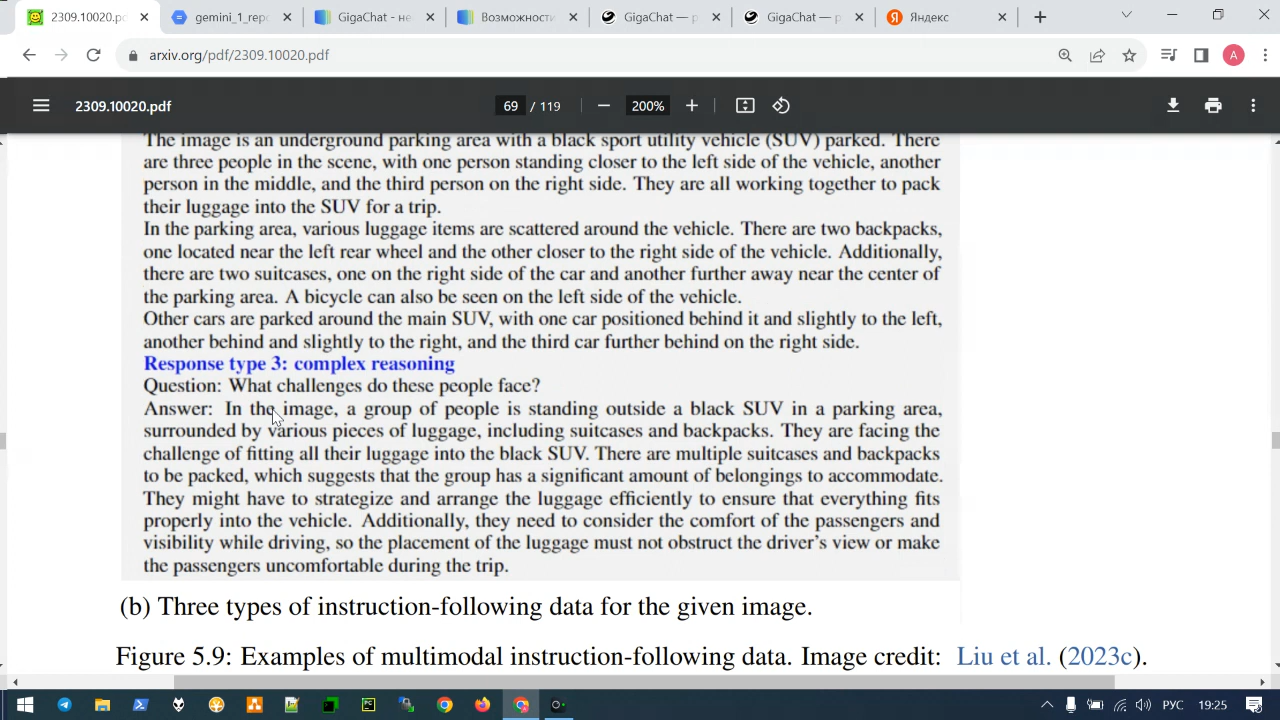 2309.10020.pd
gemini_1_repo
GigaChat - не
Возможности
GigaChat — р
GigaChat — р
Яндекс
arxiv.org/pdf/2309.10020.pdf
A
2309.10020.pdf
69 / 119
200%
The image is an underground parking area with a black sport utility vehicle (SUV) parked. There
are three people in the scene, with one person standing closer to the left side of the vehicle, another
person in the middle, and the third person on the right side. They are all working together to pack
their luggage into the SUV for a trip.
In the parking area, various luggage items are scattered around the vehicle. There are two backpacks,
one located near the left rear wheel and the other closer to the right side of the vehicle. Additionally,
there are two suitcases, one on the right side of the car and another further away near the center of
the parking area. A bicycle can also be seen on the left side of the vehicle.
Other cars are parked around the main SUV, with one car positioned behind it and slightly to the left,
another behind and slightly to the right, and the third car further behind on the right side.
Response type 3: complex reasoning
Question: What challenges do these people face?
Answer: In the image, a group of people is standing outside a black SUV in a parking area,
surrounded by various pieces of luggage, including suitcases and backpacks. They are facing the
challenge of fitting all their luggage into the black SUV. There are multiple suitcases and backpacks
to be packed, which suggests that the group has a significant amount of belongings to accommodate.
They might have to strategize and arrange the luggage efficiently to ensure that everything fits
properly into the vehicle. Additionally, they need to consider the comfort of the passengers and
visibility while driving, so the placement of the luggage must not obstruct the driver's view or make
the passengers uncomfortable during the trip.
(b) Three types of instruction-following data for the given image.
Figure 5.9: Examples of multimodal instruction-following data. Image credit: Liu et al. (2023c).
РУС
19:25